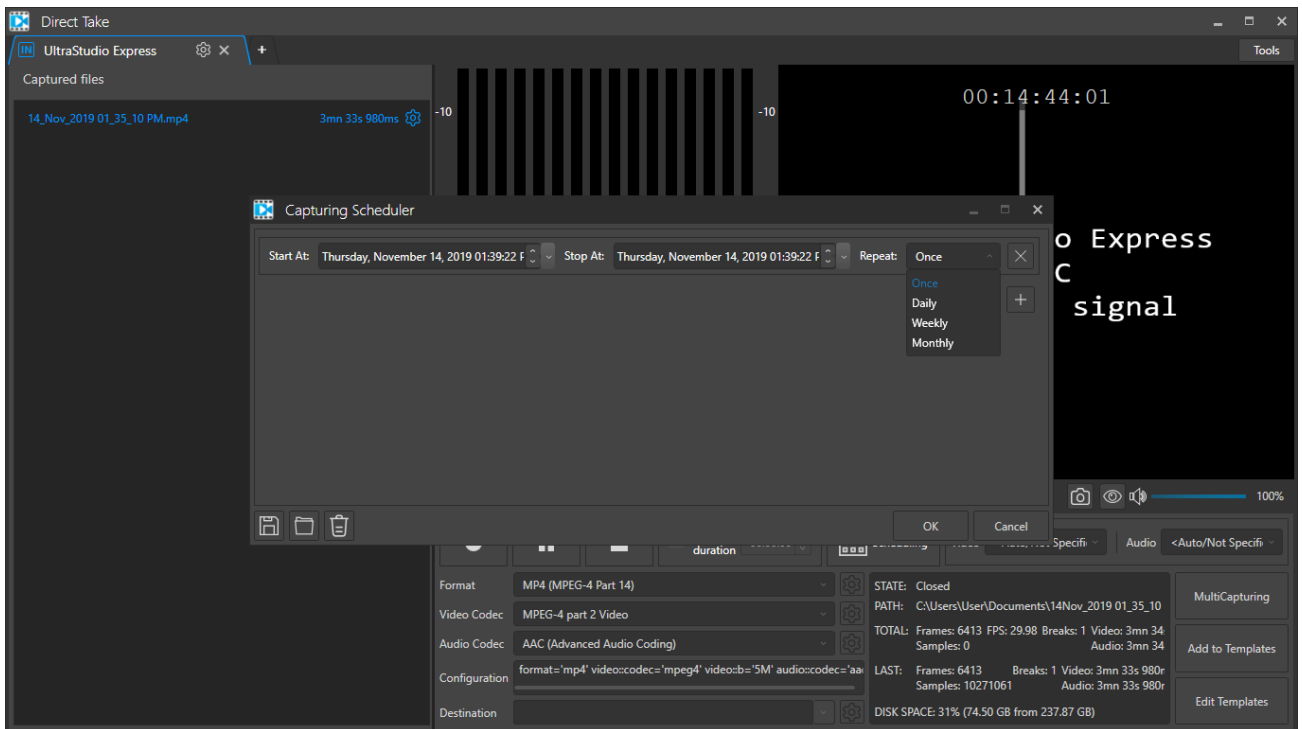 Direct Take
IN UltraStudio Express
Tools
Captured files
14_Nov_2019 01_35_10 PM.mp4 3mn 33s 980ms
-10 -10
00:14:44:01
Capturing Scheduler
Start At: Thursday, November 14, 2019 01:39:22 P Stop At: Thursday, November 14, 2019 01:39:22 P Repeat: Once
Once
Daily
Weekly
Monthly
o Express
C
signal
100%
OK Cancel
duration
Audio <Auto/Not Specifi
Format MP4 (MPEG-4 Part 14)
Video Codec MPEG-4 part 2 Video
Audio Codec AAC (Advanced Audio Coding)
Configuration format='mp4' video::codec='mpeg4' video::b='5M' audio::codec='aa
Destination
STATE: Closed
PATH: C:\Users\User\Documents\14Nov_2019 01_35_10
TOTAL: Frames: 6413 FPS: 29.98 Breaks: 1 Video: 3mn 34
Samples: 0 Audio: 3mn 34
LAST: Frames: 6413 Breaks: 1 Video: 3mn 33s 980
Samples: 10271061 Audio: 3mn 33s 980
DISK SPACE: 31% (74.50 GB from 237.87 GB)
MultiCapturing
Add to Templates
Edit Templates